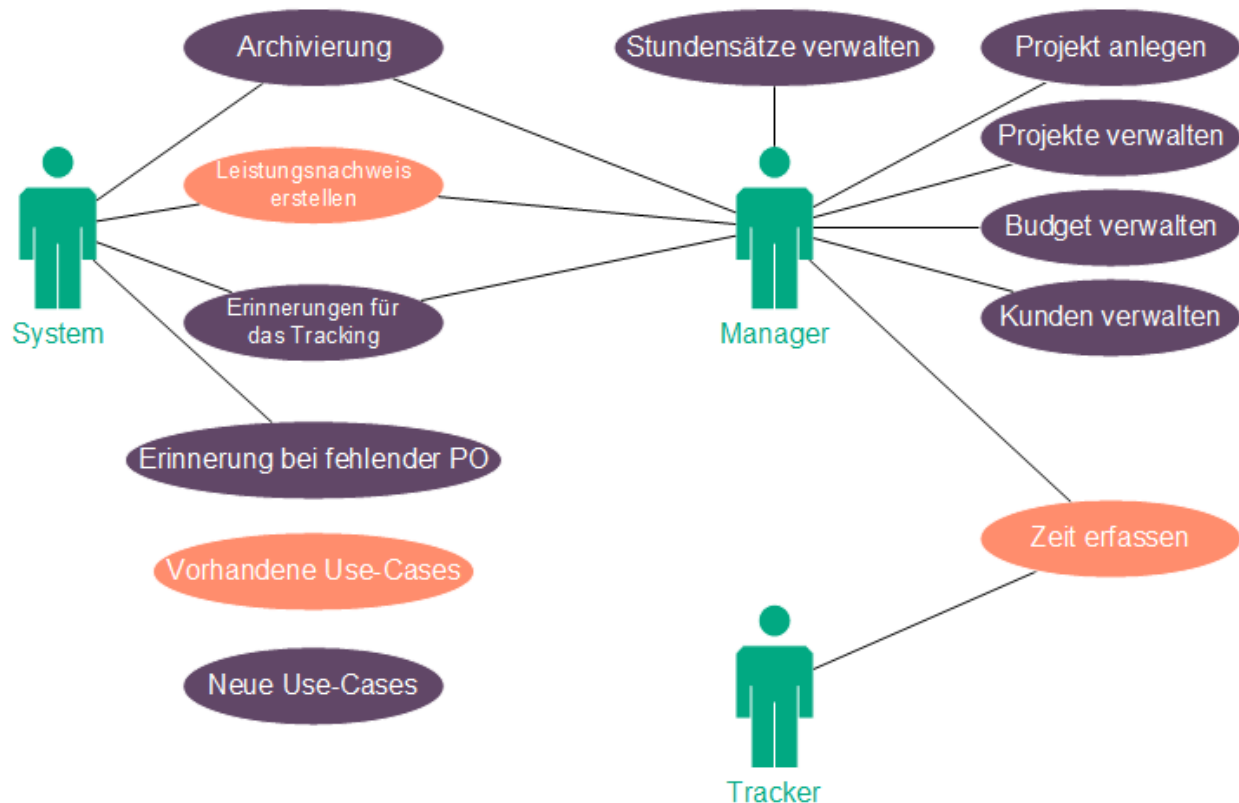 Archivierung
Stundensätze verwalten
Projekt anlegen
Projekte verwalten
Leistungsnachweis
erstellen
Budget verwalten
Erinnerungen für
das Tracking
Kunden verwalten
System
Manager
Erinnerung bei fehlender PO
Zeit erfassen
Vorhandene Use-Cases
Neue Use-Cases
Tracker